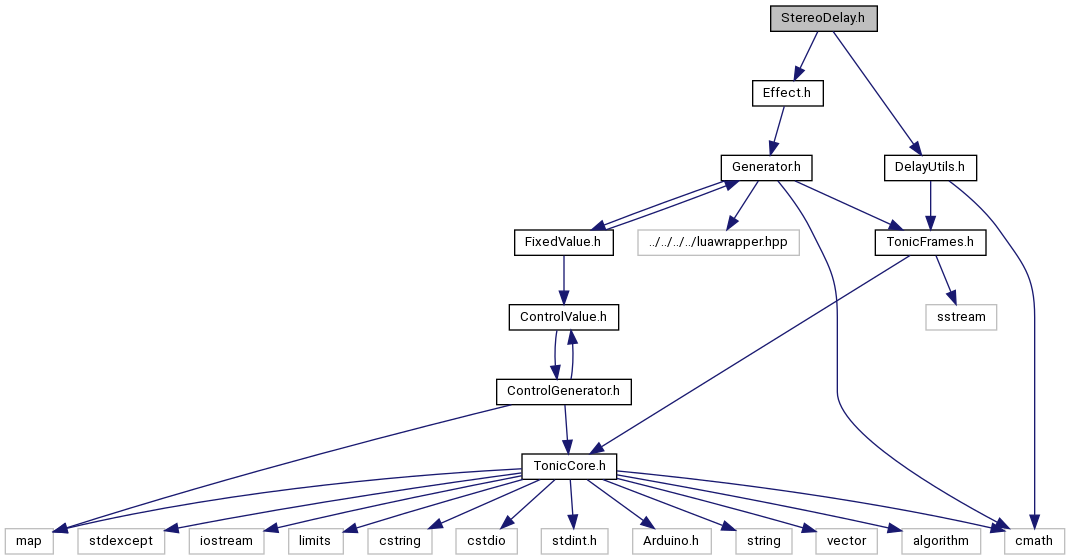 StereoDelay.h
Effect.h
Generator.h
DelayUtils.h
FixedValue.h
../../../../luawrapper.hpp
TonicFrames.h
ControlValue.h
sstream
ControlGenerator.h
TonicCore.h
map
stdexcept
iostream
limits
cstring
cstdio
stdint.h
Arduino.h
string
vector
algorithm
cmath